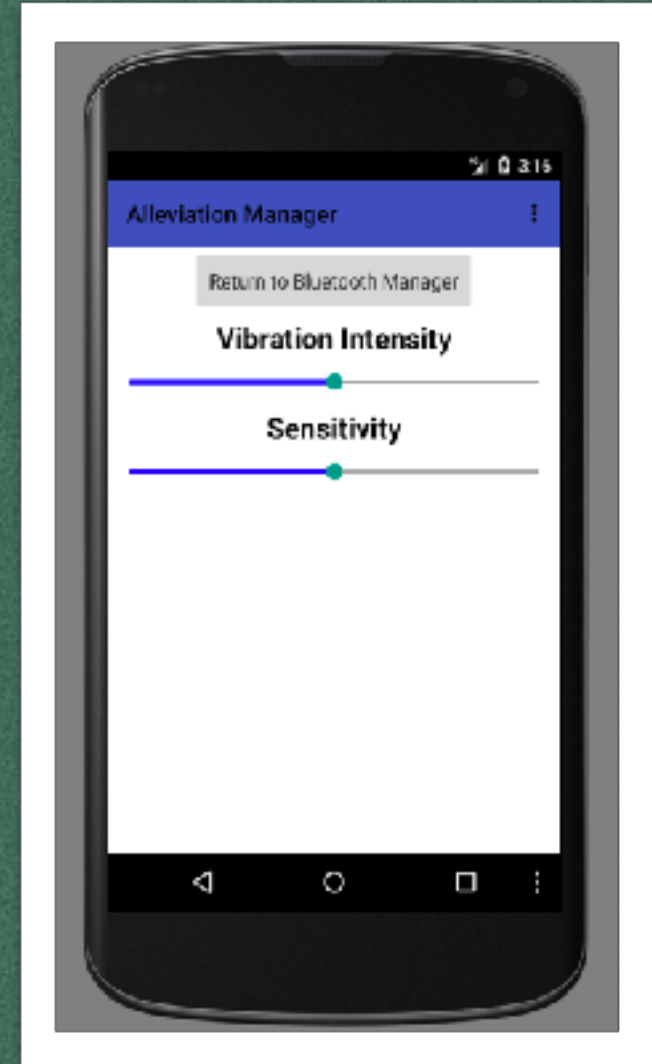 3:15
Alleviation Manager
Return to Bluetooth Manager
Vibration Intensity
Sensitivity